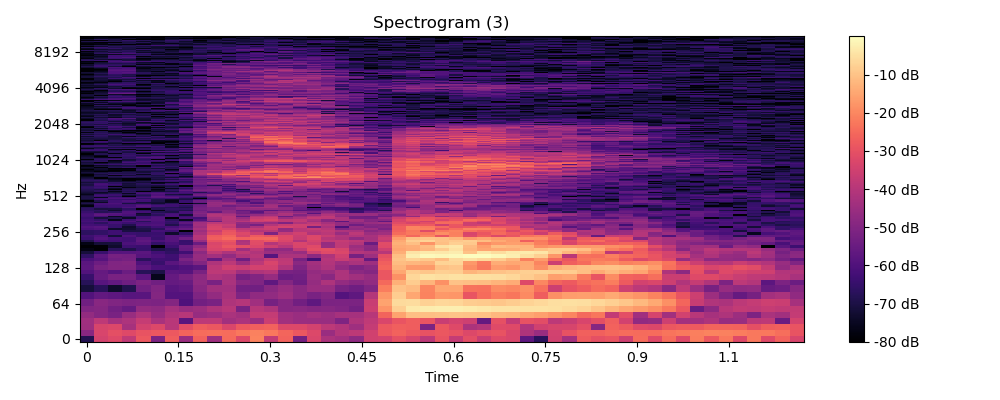 Spectrogram (3)
8192
4096
2048
1024
512
256
128
64
0
Hz
0 0.15 0.3 0.45 0.6 0.75 0.9 1.1
Time
-10 dB
-20 dB
-30 dB
-40 dB
-50 dB
-60 dB
-70 dB
-80 dB